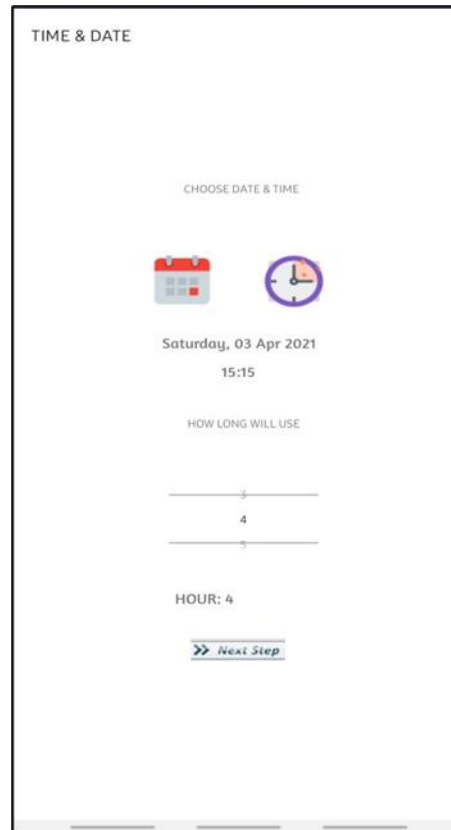 TIME & DATE
CHOOSE DATE & TIME
Saturday, 03 Apr 2021
15:15
HOW LONG WILL USE
3
4
5
HOUR: 4
Next Step